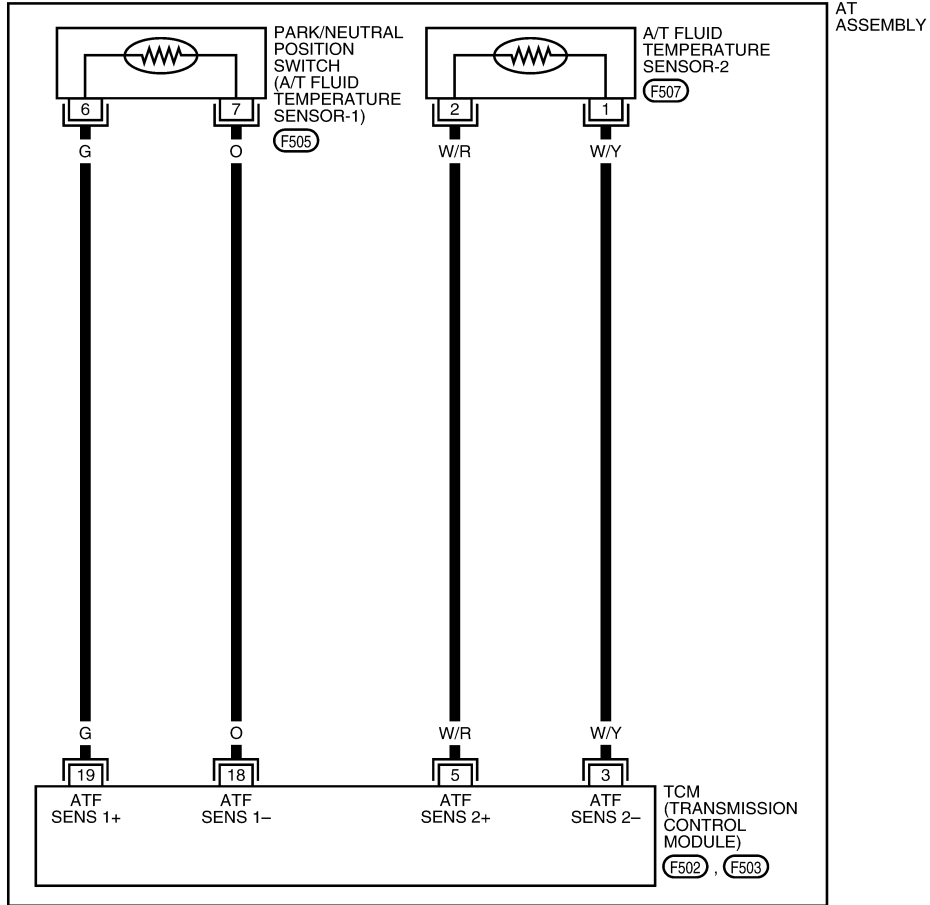 AT
ASSEMBLY
PARK/NEUTRAL
POSITION
SWITCH
(A/T FLUID
TEMPERATURE
SENSOR-1)
F505
A/T FLUID
TEMPERATURE
SENSOR-2
F507
6 7 2 1
G O W/R W/Y
G O W/R W/Y
19 18 5 3
ATF
SENS 1+
ATF
SENS 1–
ATF
SENS 2+
ATF
SENS 2–
TCM
(TRANSMISSION
CONTROL
MODULE)
F502 , F503